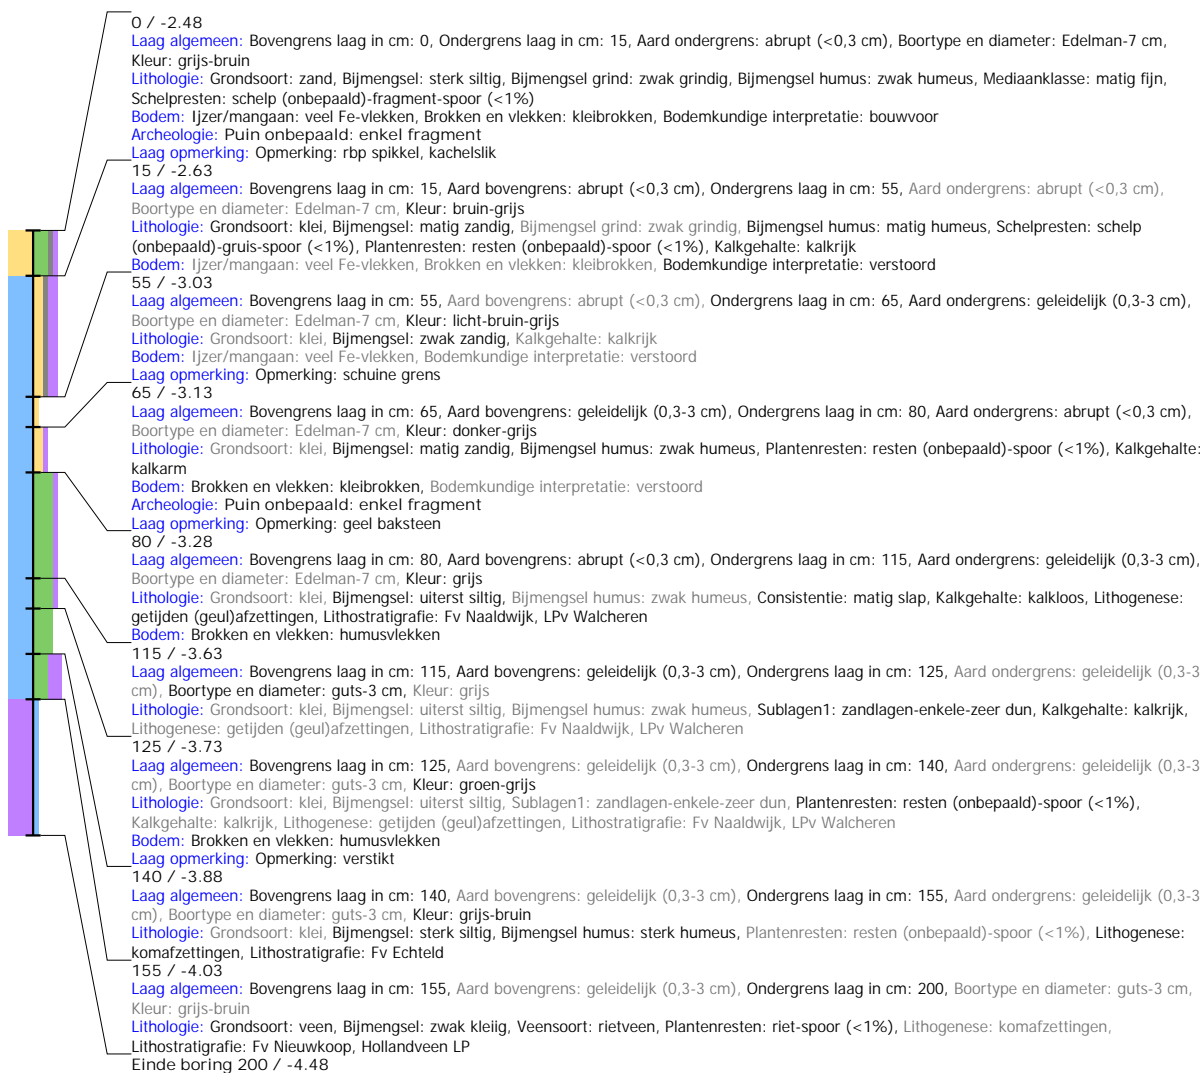 0 / -2.48
Laag algemeen: Bovengrens laag in cm: 0, Ondergrens laag in cm: 15, Aard ondergrens: abrupt (<0,3 cm), Boortype en diameter: Edelman-7 cm,
Kleur: grijs-bruin
Lithologie: Grondsoort: zand, Bijmengsel: sterk siltig, Bijmengsel grind: zwak grindig, Bijmengsel humus: zwak humeus, Mediaanklasse: matig fijn,
Schelpresten: schelp (onbepaald)-fragment-spoor (<1%)
Bodem: Ijzer/mangaan: veel Fe-vlekken, Brokken en vlekken: kleibrokken, Bodemkundige interpretatie: bouwvoor
Archeologie: Puin onbepaald: enkel fragment
Laag opmerking: Opmerking: rbp spikkel, kachelslik
15 / -2.63
Laag algemeen: Bovengrens laag in cm: 15, Aard bovengrens: abrupt (<0,3 cm), Ondergrens laag in cm: 55, Aard ondergrens: abrupt (<0,3 cm),
Boortype en diameter: Edelman-7 cm, Kleur: bruin-grijs
Lithologie: Grondsoort: klei, Bijmengsel: matig zandig, Bijmengsel grind: zwak grindig, Bijmengsel humus: matig humeus, Schelpresten: schelp
(onbepaald)-gruis-spoor (<1%), Plantenresten: resten (onbepaald)-spoor (<1%), Kalkgehalte: kalkrijk
Bodem: Ijzer/mangaan: veel Fe-vlekken, Brokken en vlekken: kleibrokken, Bodemkundige interpretatie: verstoord
55 / -3.03
Laag algemeen: Bovengrens laag in cm: 55, Aard bovengrens: abrupt (<0,3 cm), Ondergrens laag in cm: 65, Aard ondergrens: geleidelijk (0,3-3 cm),
Boortype en diameter: Edelman-7 cm, Kleur: licht-bruin-grijs
Lithologie: Grondsoort: klei, Bijmengsel: zwak zandig, Kalkgehalte: kalkrijk
Bodem: Ijzer/mangaan: veel Fe-vlekken, Bodemkundige interpretatie: verstoord
Laag opmerking: Opmerking: schuine grens
65 / -3.13
Laag algemeen: Bovengrens laag in cm: 65, Aard bovengrens: geleidelijk (0,3-3 cm), Ondergrens laag in cm: 80, Aard ondergrens: abrupt (<0,3 cm),
Boortype en diameter: Edelman-7 cm, Kleur: donker-grijs
Lithologie: Grondsoort: klei, Bijmengsel: matig zandig, Bijmengsel humus: zwak humeus, Plantenresten: resten (onbepaald)-spoor (<1%), Kalkgehalte:
kalkarm
Bodem: Brokken en vlekken: kleibrokken, Bodemkundige interpretatie: verstoord
Archeologie: Puin onbepaald: enkel fragment
Laag opmerking: Opmerking: geel baksteen
80 / -3.28
Laag algemeen: Bovengrens laag in cm: 80, Aard bovengrens: abrupt (<0,3 cm), Ondergrens laag in cm: 115, Aard ondergrens: geleidelijk (0,3-3 cm),
Boortype en diameter: Edelman-7 cm, Kleur: grijs
Lithologie: Grondsoort: klei, Bijmengsel: uiterst siltig, Bijmengsel humus: zwak humeus, Consistentie: matig slap, Kalkgehalte: kalkloos, Lithogenese:
getijden (geul)afzettingen, Lithostratigrafie: Fv Naaldwijk, LPv Walcheren
Bodem: Brokken en vlekken: humusvlekken
115 / -3.63
Laag algemeen: Bovengrens laag in cm: 115, Aard bovengrens: geleidelijk (0,3-3 cm), Ondergrens laag in cm: 125, Aard ondergrens: geleidelijk (0,3-3
cm), Boortype en diameter: guts-3 cm, Kleur: grijs
Lithologie: Grondsoort: klei, Bijmengsel: uiterst siltig, Bijmengsel humus: zwak humeus, Sublagen1: zandlagen-enkele-zeer dun, Kalkgehalte: kalkrijk,
Lithogenese: getijden (geul)afzettingen, Lithostratigrafie: Fv Naaldwijk, LPv Walcheren
125 / -3.73
Laag algemeen: Bovengrens laag in cm: 125, Aard bovengrens: geleidelijk (0,3-3 cm), Ondergrens laag in cm: 140, Aard ondergrens: geleidelijk (0,3-3
cm), Boortype en diameter: guts-3 cm, Kleur: groen-grijs
Lithologie: Grondsoort: klei, Bijmengsel: uiterst siltig, Sublagen1: zandlagen-enkele-zeer dun, Plantenresten: resten (onbepaald)-spoor (<1%),
Kalkgehalte: kalkrijk, Lithogenese: getijden (geul)afzettingen, Lithostratigrafie: Fv Naaldwijk, LPv Walcheren
Bodem: Brokken en vlekken: humusvlekken
Laag opmerking: Opmerking: verstikt
140 / -3.88
Laag algemeen: Bovengrens laag in cm: 140, Aard bovengrens: geleidelijk (0,3-3 cm), Ondergrens laag in cm: 155, Aard ondergrens: geleidelijk (0,3-3
cm), Boortype en diameter: guts-3 cm, Kleur: grijs-bruin
Lithologie: Grondsoort: klei, Bijmengsel: sterk siltig, Bijmengsel humus: sterk humeus, Plantenresten: resten (onbepaald)-spoor (<1%), Lithogenese:
komafzettingen, Lithostratigrafie: Fv Echteld
155 / -4.03
Laag algemeen: Bovengrens laag in cm: 155, Aard bovengrens: geleidelijk (0,3-3 cm), Ondergrens laag in cm: 200, Boortype en diameter: guts-3 cm,
Kleur: grijs-bruin
Lithologie: Grondsoort: veen, Bijmengsel: zwak kleiig, Veensoort: rietveen, Plantenresten: riet-spoor (<1%), Lithogenese: komafzettingen,
Lithostratigrafie: Fv Nieuwkoop, Hollandveen LP
Einde boring 200 / -4.48